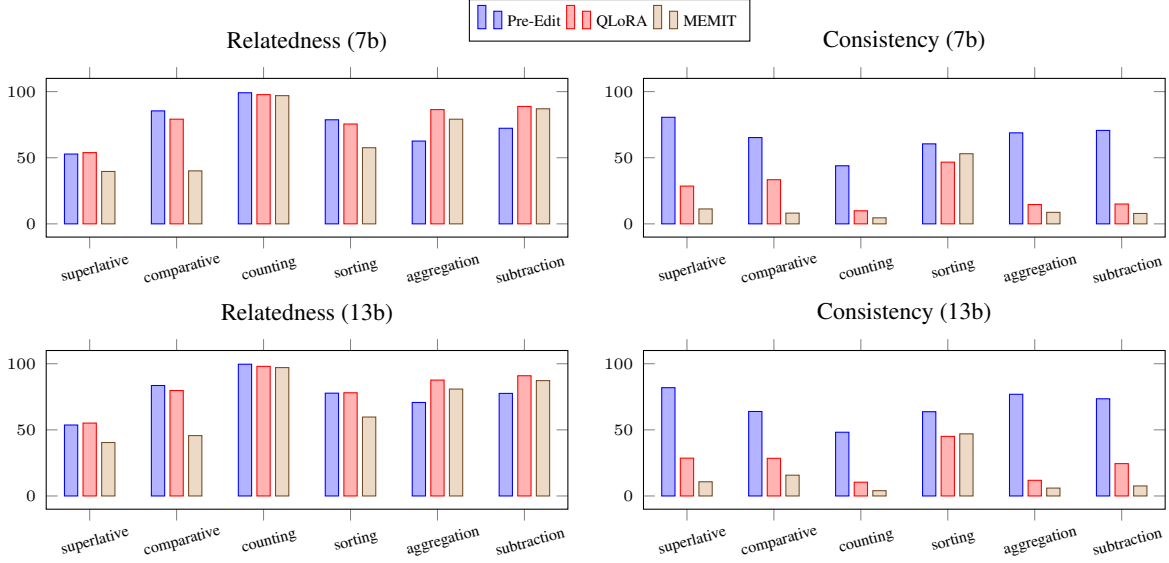 Pre-Edit QLoRA MEMIT
Relatedness (7b)
100
50
0
superlative comparative counting sorting aggregation subtraction
Consistency (7b)
100
50
0
superlative comparative counting sorting aggregation subtraction
Relatedness (13b)
100
50
0
superlative comparative counting sorting aggregation subtraction
Consistency (13b)
100
50
0
superlative comparative counting sorting aggregation subtraction